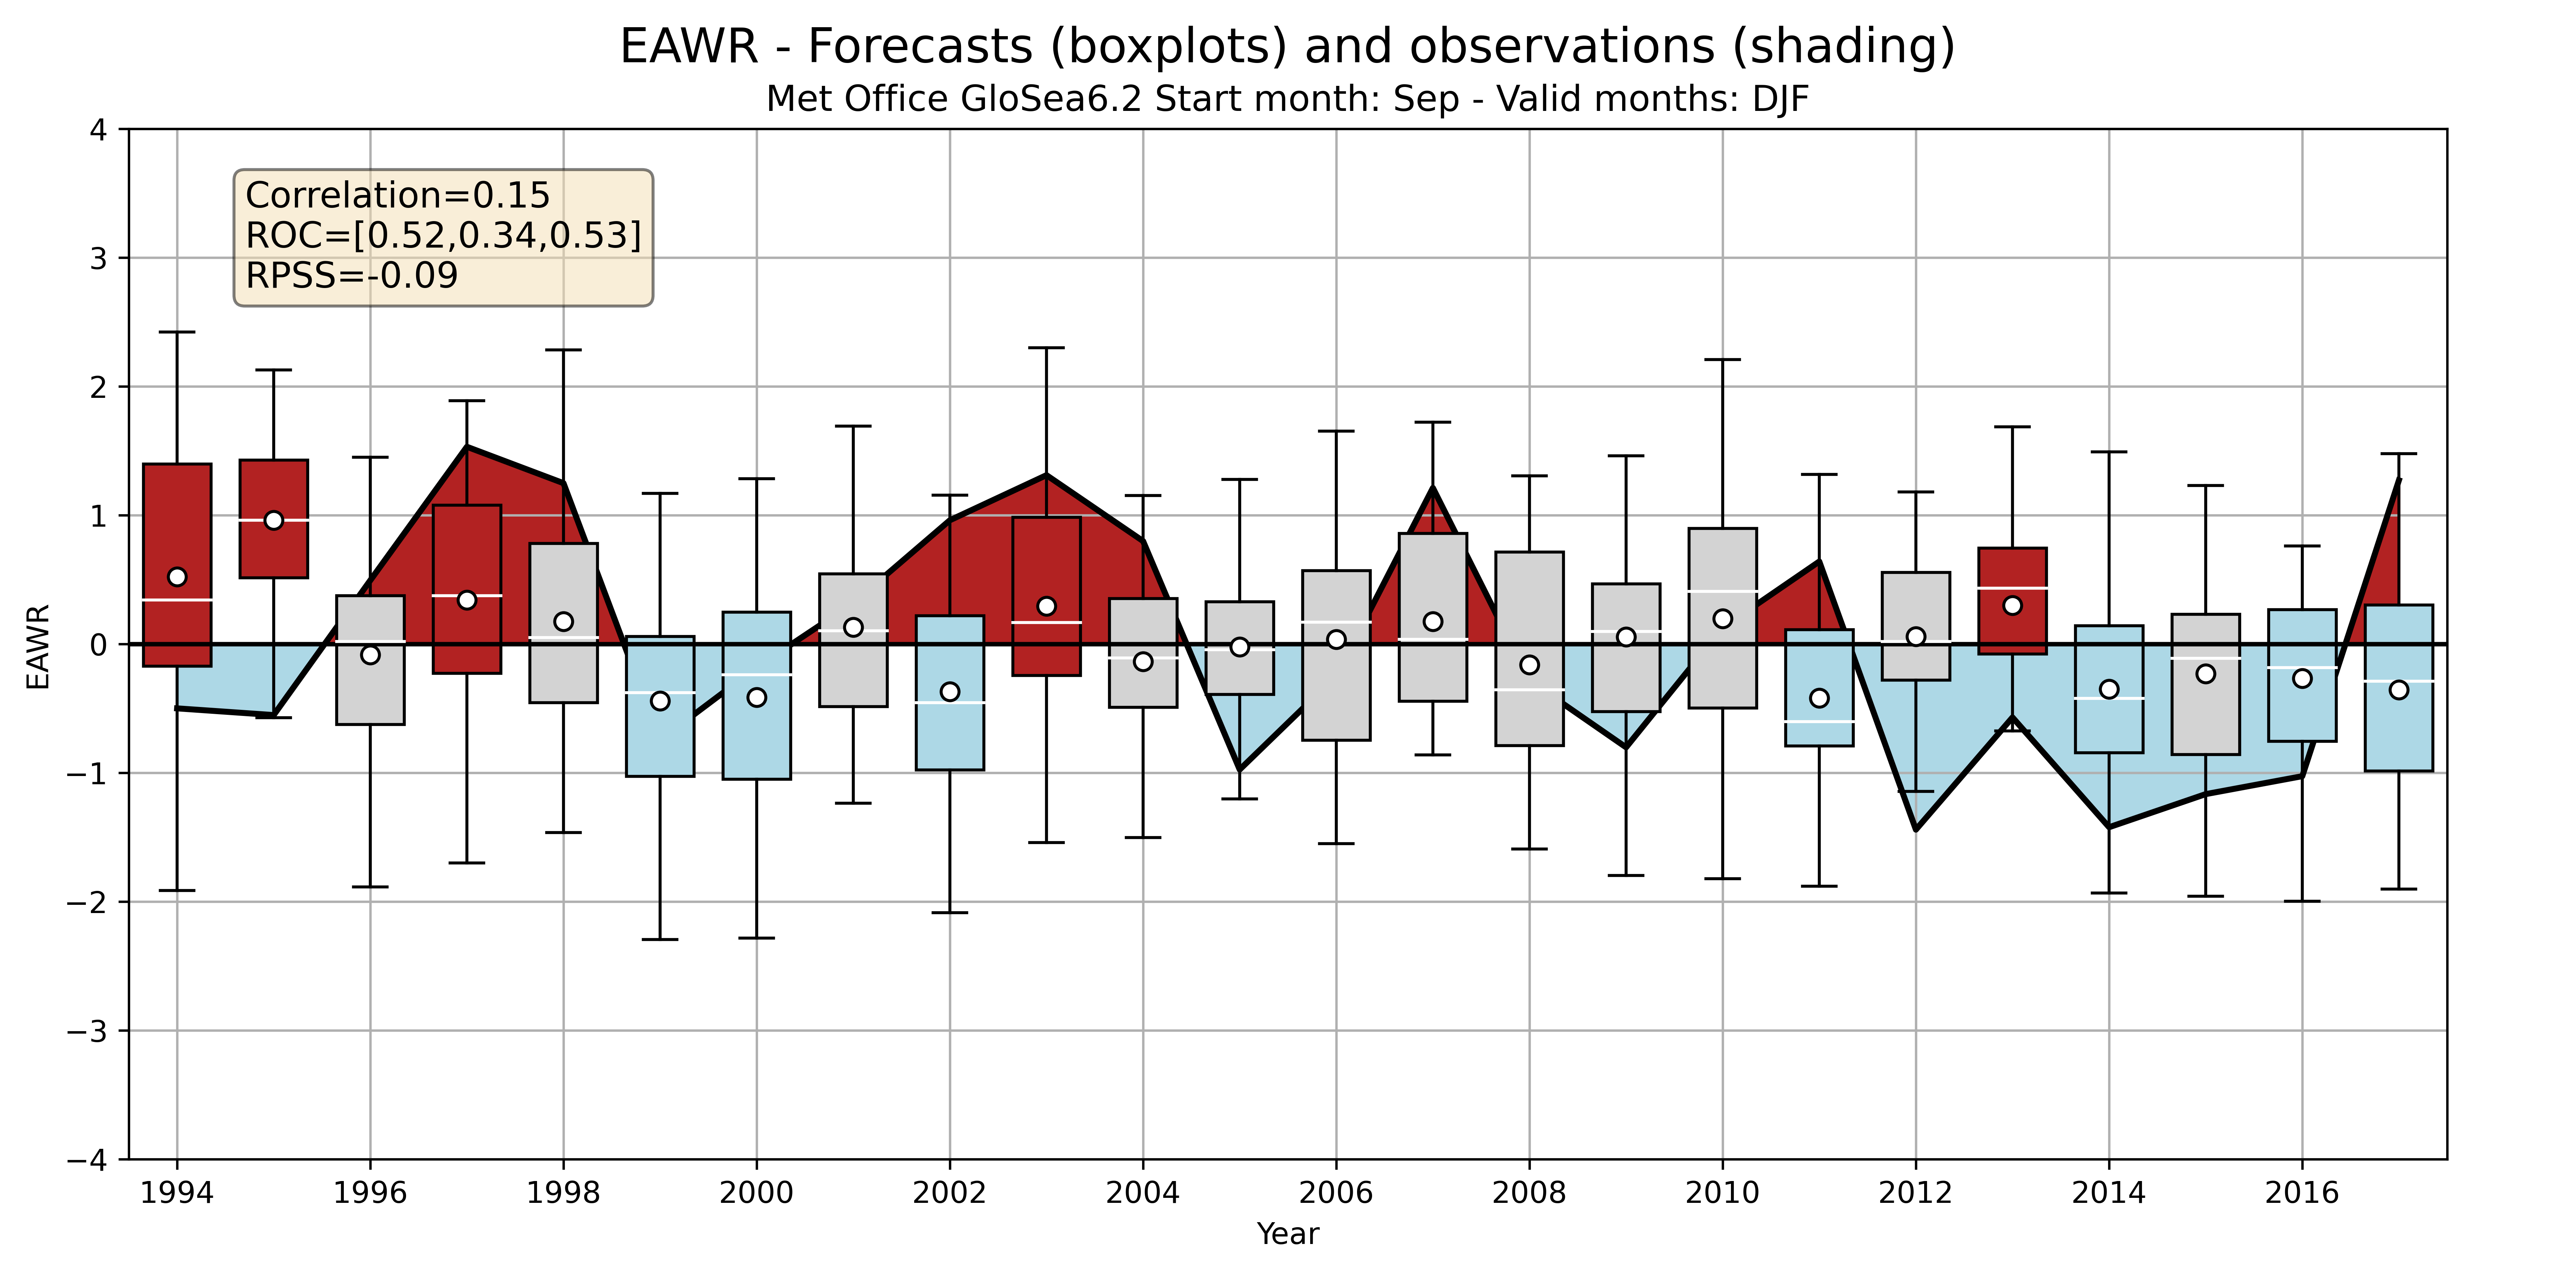 EAWR - Forecasts (boxplots) and observations (shading)
Met Office GloSea6.2 Start month: Sep - Valid months: DJF
Correlation=0.15
ROC=[0.52,0.34,0.53]
RPSS=-0.09
EAWR
4
3
2
1
0
−1
−2
−3
−4
1994 1996 1998 2000 2002 2004 2006 2008 2010 2012 2014 2016
Year